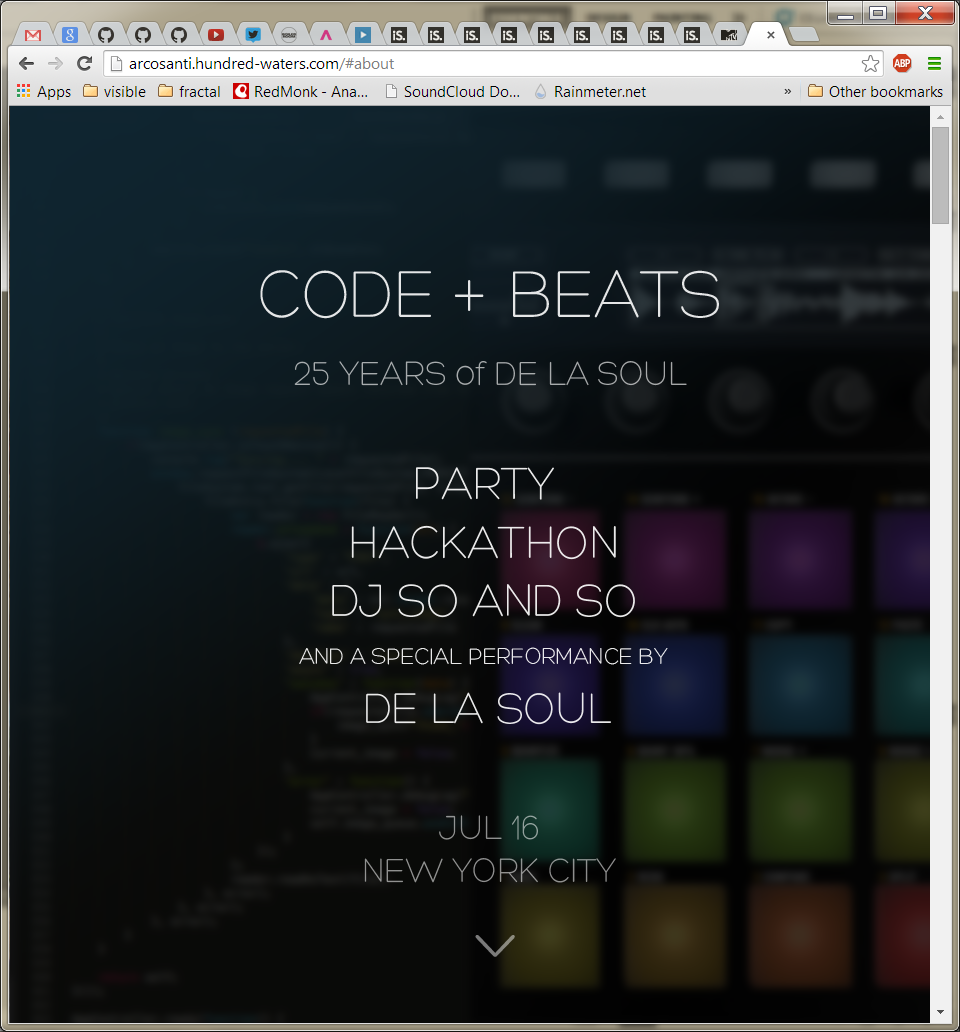 iS. iS. iS. iS. iS. iS. iS. iS. iS.
arcosanti.hundred-waters.com/#about
ABP
Apps visible fractal RedMonk - Ana... SoundCloud Do... Rainmeter.net » Other bookmarks
CODE + BEATS
25 YEARS of DE LA SOUL
PARTY
HACKATHON
DJ SO AND SO
AND A SPECIAL PERFORMANCE BY
DE LA SOUL
JUL 16
NEW YORK CITY